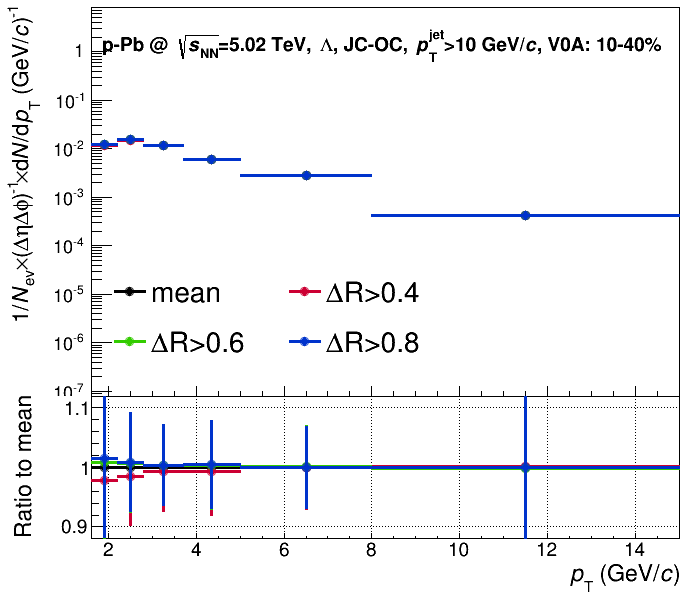 p-Pb @ √sNN=5.02 TeV, Λ, JC-OC, pTjet>10 GeV/c, V0A: 10-40%
1/Nev×(ΔηΔϕ)-1×dN/dpT (GeV/c)-1
1
10-1
10-2
10-3
10-4
10-5
10-6
10-7
mean
ΔR>0.4
ΔR>0.6
ΔR>0.8
Ratio to mean
1.1
1
0.9
2 4 6 8 10 12 14
pT (GeV/c)